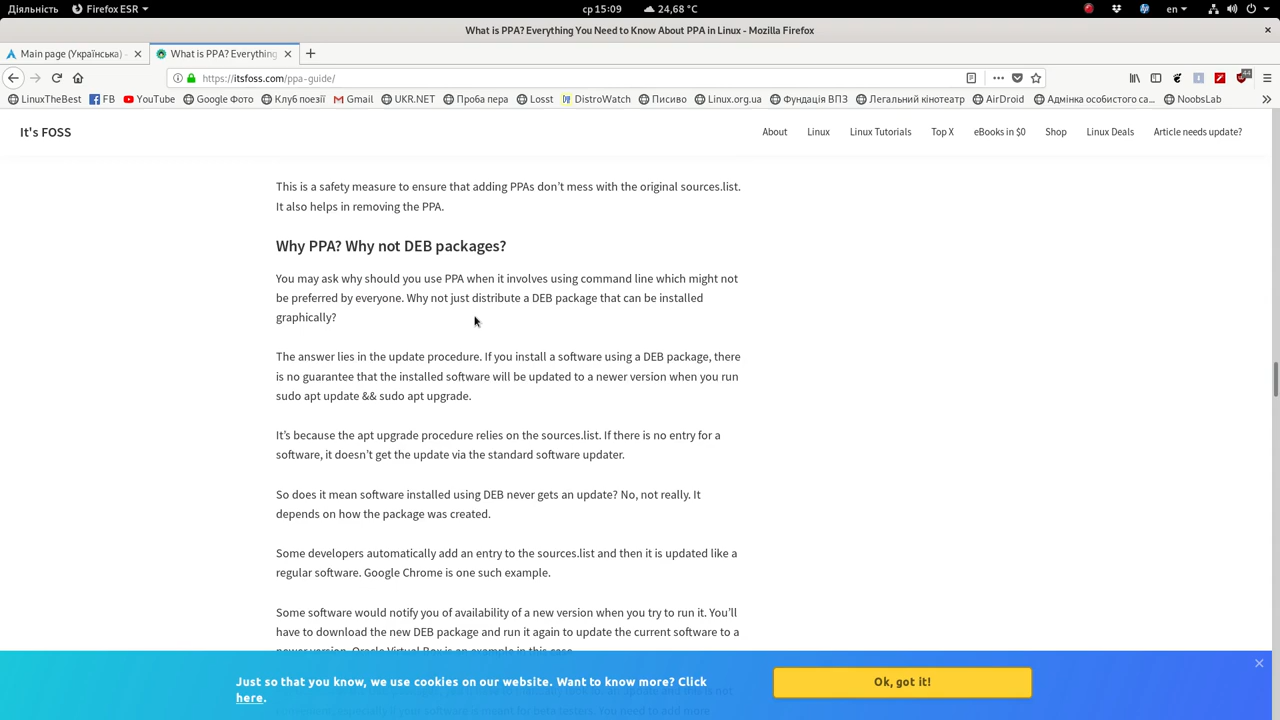 Діяльність Firefox ESR ср 15:09 24,68 °C en
What is PPA? Everything You Need to Know About PPA in Linux - Mozilla Firefox
Main page (Українська) - What is PPA? Everything
https://itsfoss.com/ppa-guide/
LinuxTheBest FB YouTube Google Фото Клуб поезії Gmail UKR.NET Проба пера Losst DistroWatch Писиво Linux.org.ua Фундація ВПЗ Легальний кінотеатр AirDroid Адмінка особистого са... NoobsLab
It's FOSS About Linux Linux Tutorials Top X eBooks in $0 Shop Linux Deals Article needs update?
This is a safety measure to ensure that adding PPAs don’t mess with the original sources.list.
It also helps in removing the PPA.
Why PPA? Why not DEB packages?
You may ask why should you use PPA when it involves using command line which might not
be preferred by everyone. Why not just distribute a DEB package that can be installed
graphically?
The answer lies in the update procedure. If you install a software using a DEB package, there
is no guarantee that the installed software will be updated to a newer version when you run
sudo apt update && sudo apt upgrade.
It’s because the apt upgrade procedure relies on the sources.list. If there is no entry for a
software, it doesn’t get the update via the standard software updater.
So does it mean software installed using DEB never gets an update? No, not really. It
depends on how the package was created.
Some developers automatically add an entry to the sources.list and then it is updated like a
regular software. Google Chrome is one such example.
Some software would notify you of availability of a new version when you try to run it. You’ll
have to download the new DEB package and run it again to update the current software to a
newer version. Oracle Virtual Box is an example in this case.
Just so that you know, we use cookies on our website. Want to know more? Click
here.
Ok, got it!